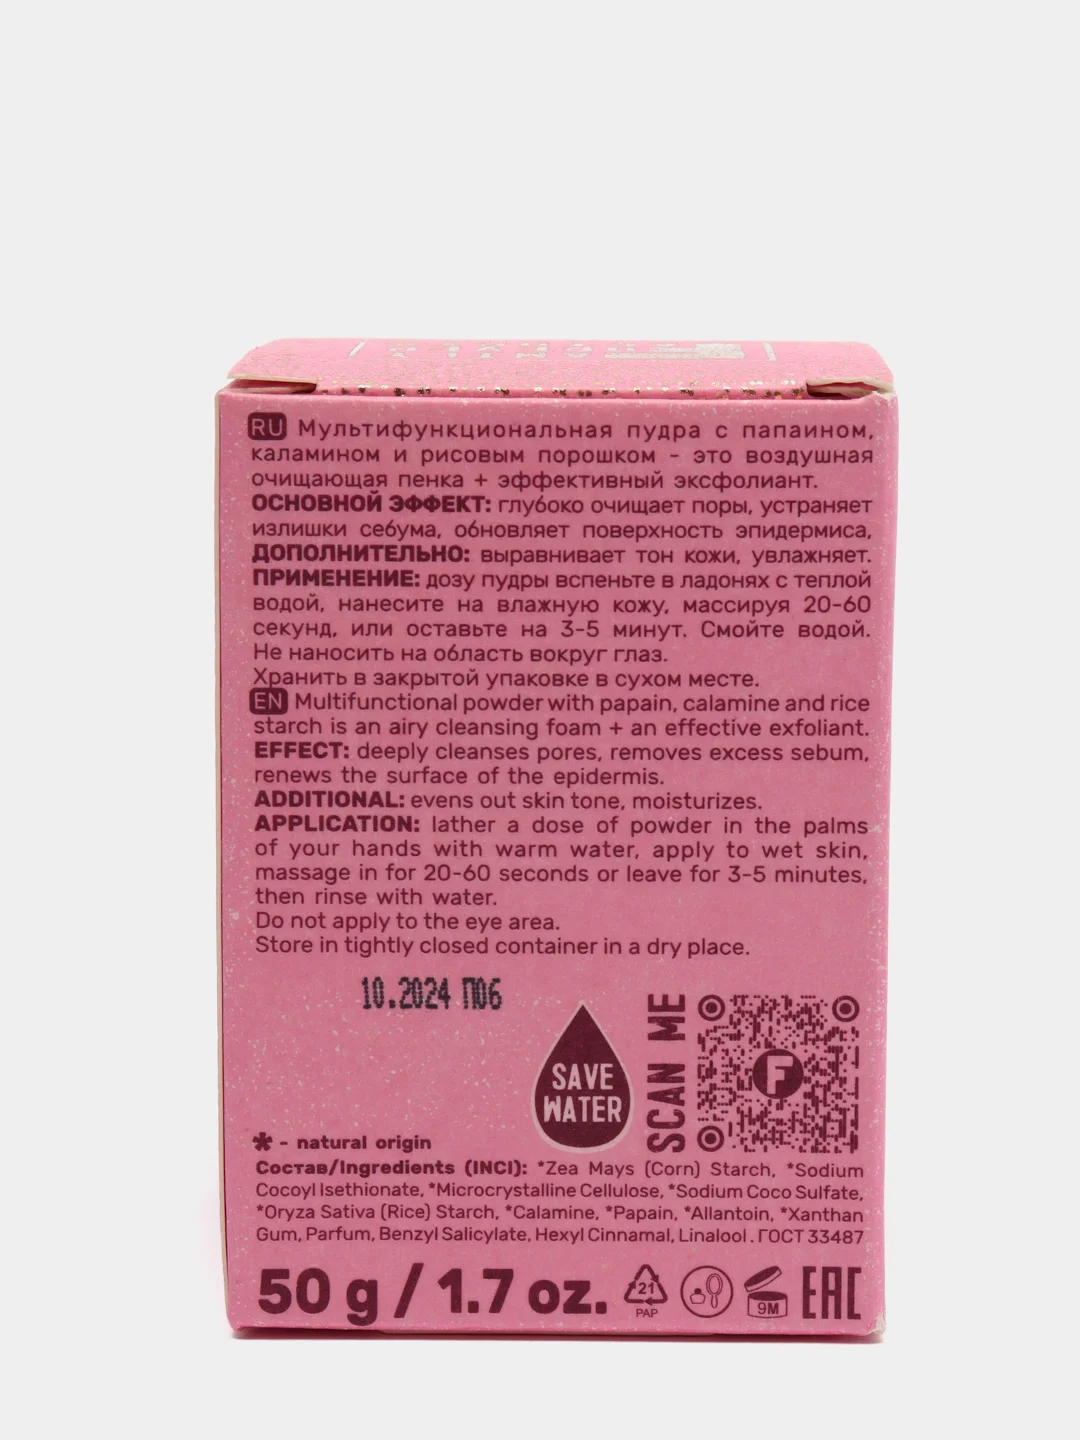 RU Мультифункциональная пудра с папаином,
каламином и рисовым порошком - это воздушная
очищающая пенка + эффективный эксфолиант.
ОСНОВНОЙ ЭФФЕКТ: глубоко очищает поры, устраняет
излишки себума, обновляет поверхность эпидермиса,
ДОПОЛНИТЕЛЬНО: выравнивает тон кожи, увлажняет.
ПРИМЕНЕНИЕ: дозу пудры вспеньте в ладонях с теплой
водой, нанесите на влажную кожу, массируя 20-60
секунд, или оставьте на 3-5 минут. Смойте водой.
Не наносить на область вокруг глаз.
Хранить в закрытой упаковке в сухом месте.
EN Multifunctional powder with papain, calamine and rice
starch is an airy cleansing foam + an effective exfoliant.
EFFECT: deeply cleanses pores, removes excess sebum,
renews the surface of the epidermis.
ADDITIONAL: evens out skin tone, moisturizes.
APPLICATION: lather a dose of powder in the palms
of your hands with warm water, apply to wet skin,
massage in for 20-60 seconds or leave for 3-5 minutes,
then rinse with water.
Do not apply to the eye area.
Store in tightly closed container in a dry place.
10.2024 П06
SAVE
WATER
SCAN ME
F
* - natural origin
Состав/Ingredients (INCI): *Zea Mays (Corn) Starch, *Sodium
Cocoyl Isethionate, *Microcrystalline Cellulose, *Sodium Coco Sulfate,
*Oryza Sativa (Rice) Starch, *Calamine, *Papain, *Allantoin, *Xanthan
Gum, Parfum, Benzyl Salicylate, Hexyl Cinnamal, Linalool . ГОСТ 33487
50 g / 1.7 oz.
21
PAP
9M
EAC